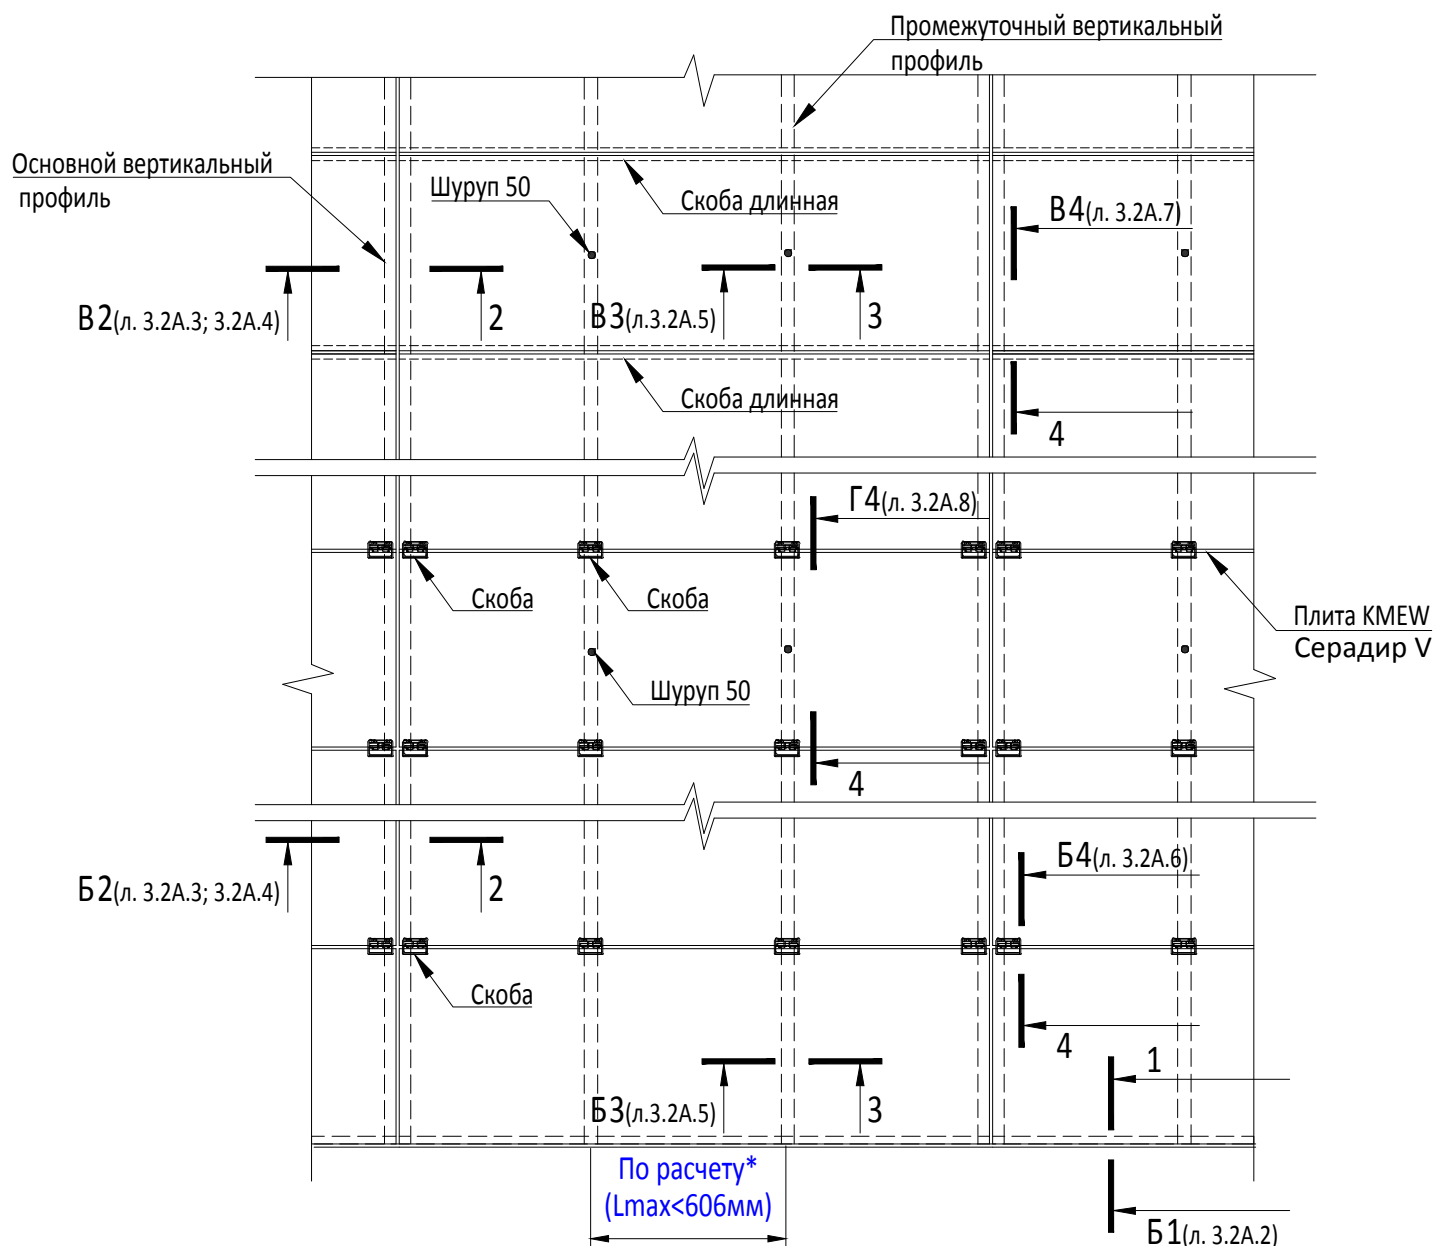 Промежуточный вертикальный
профиль
Основной вертикальный
профиль
Шуруп 50
Скоба длинная
В4(л. 3.2А.7)
В2(л. 3.2А.3; 3.2А.4)
2
В3(л.3.2А.5)
3
Скоба длинная
4
Г4(л. 3.2А.8)
Скоба
Скоба
Плита KMEW
Серадир V
Шуруп 50
4
Б2(л. 3.2А.3; 3.2А.4)
2
Б4(л. 3.2А.6)
Скоба
4
1
Б3(л.3.2А.5)
3
По расчету*
(Lmax<606мм)
Б1(л. 3.2А.2)